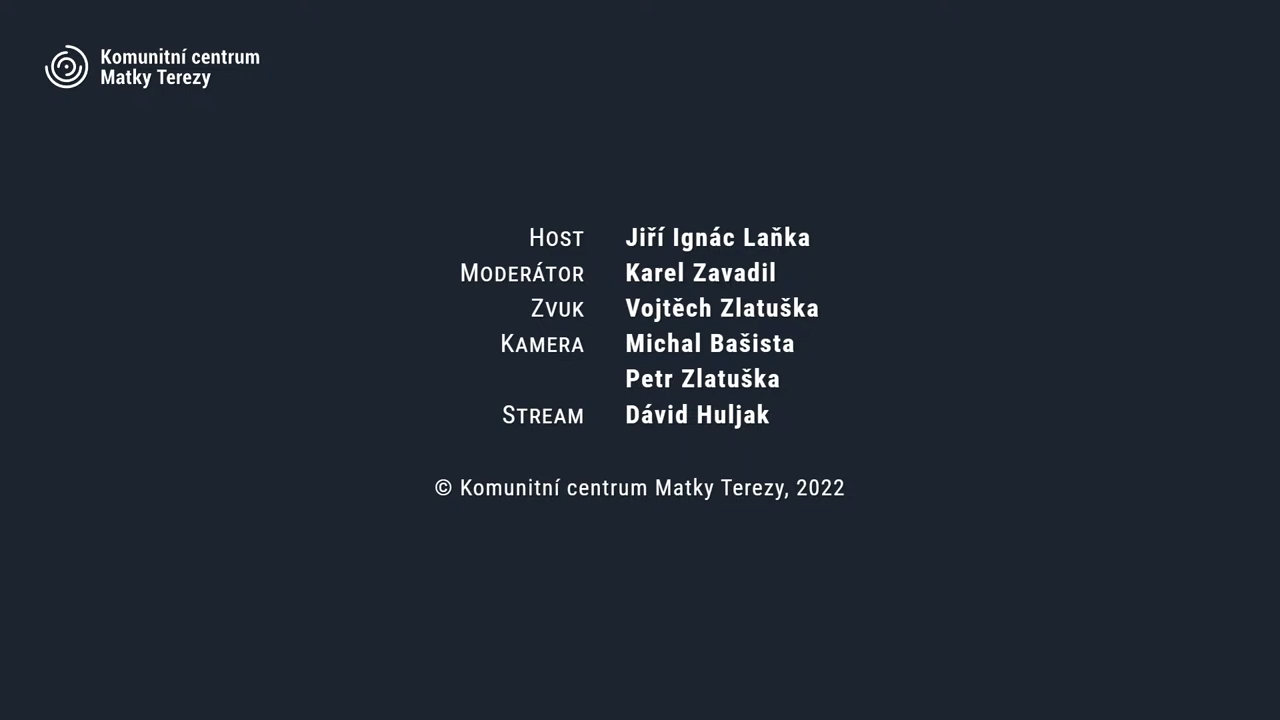 Komunitní centrum
Matky Terezy
Host Jiří Ignác Laňka
Moderátor Karel Zavadil
Zvuk Vojtěch Zlatuška
Kamera Michal Bašista
Petr Zlatuška
Stream Dávid Huljak
© Komunitní centrum Matky Terezy, 2022